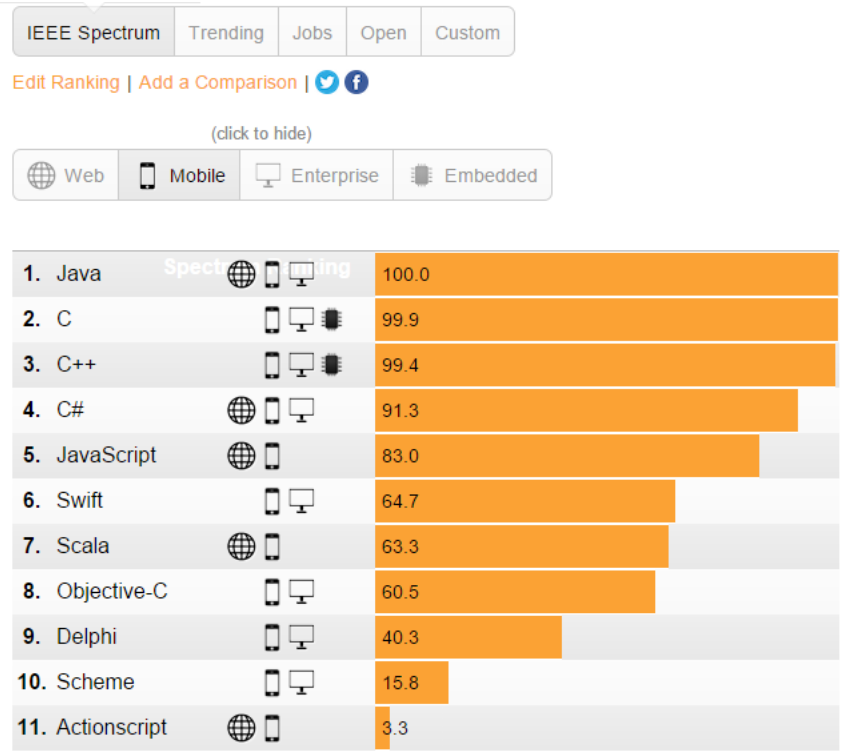 IEEE Spectrum Trending Jobs Open Custom
Edit Ranking | Add a Comparison |
(click to hide)
Web Mobile Enterprise Embedded
Spectrum Ranking
1. Java 100.0
2. C 99.9
3. C++ 99.4
4. C# 91.3
5. JavaScript 83.0
6. Swift 64.7
7. Scala 63.3
8. Objective-C 60.5
9. Delphi 40.3
10. Scheme 15.8
11. Actionscript 3.3